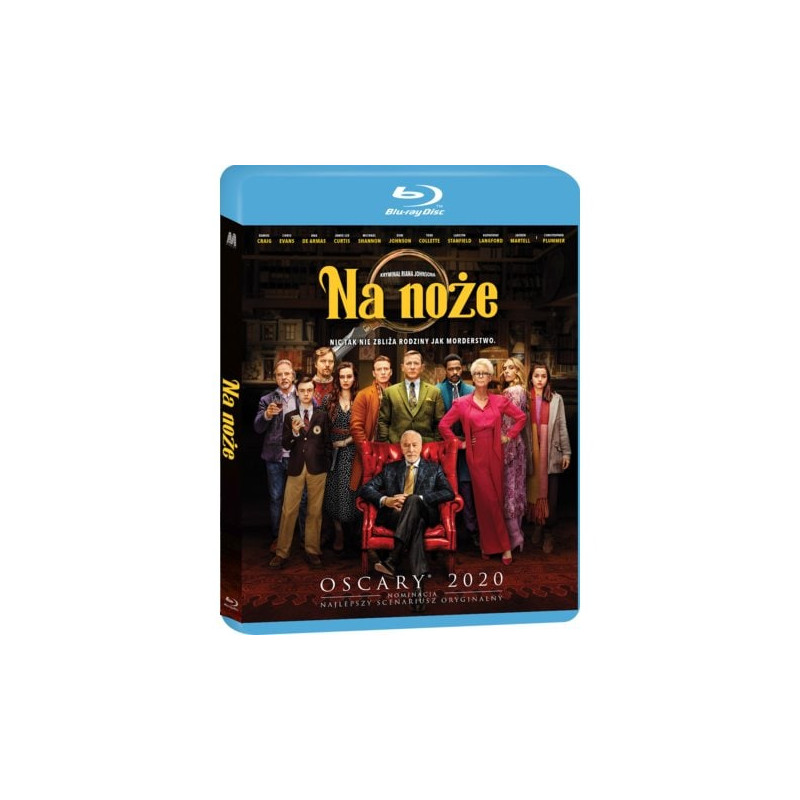 Blu-ray Disc™
DANIEL CRAIG CHRIS EVANS ANA DE ARMAS JAMIE LEE CURTIS MICHAEL SHANNON DON JOHNSON TONI COLLETTE LAKEITH STANFIELD KATHERINE LANGFORD JAEDEN MARTELL I CHRISTOPHER PLUMMER
KRYMINAŁ RIANA JOHNSONA
Na noże
NIC TAK NIE ZBLIŻA RODZINY JAK MORDERSTWO.
OSCARY® 2020
NOMINACJA
NAJLEPSZY SCENARIUSZ ORYGINALNY
M
Na noże